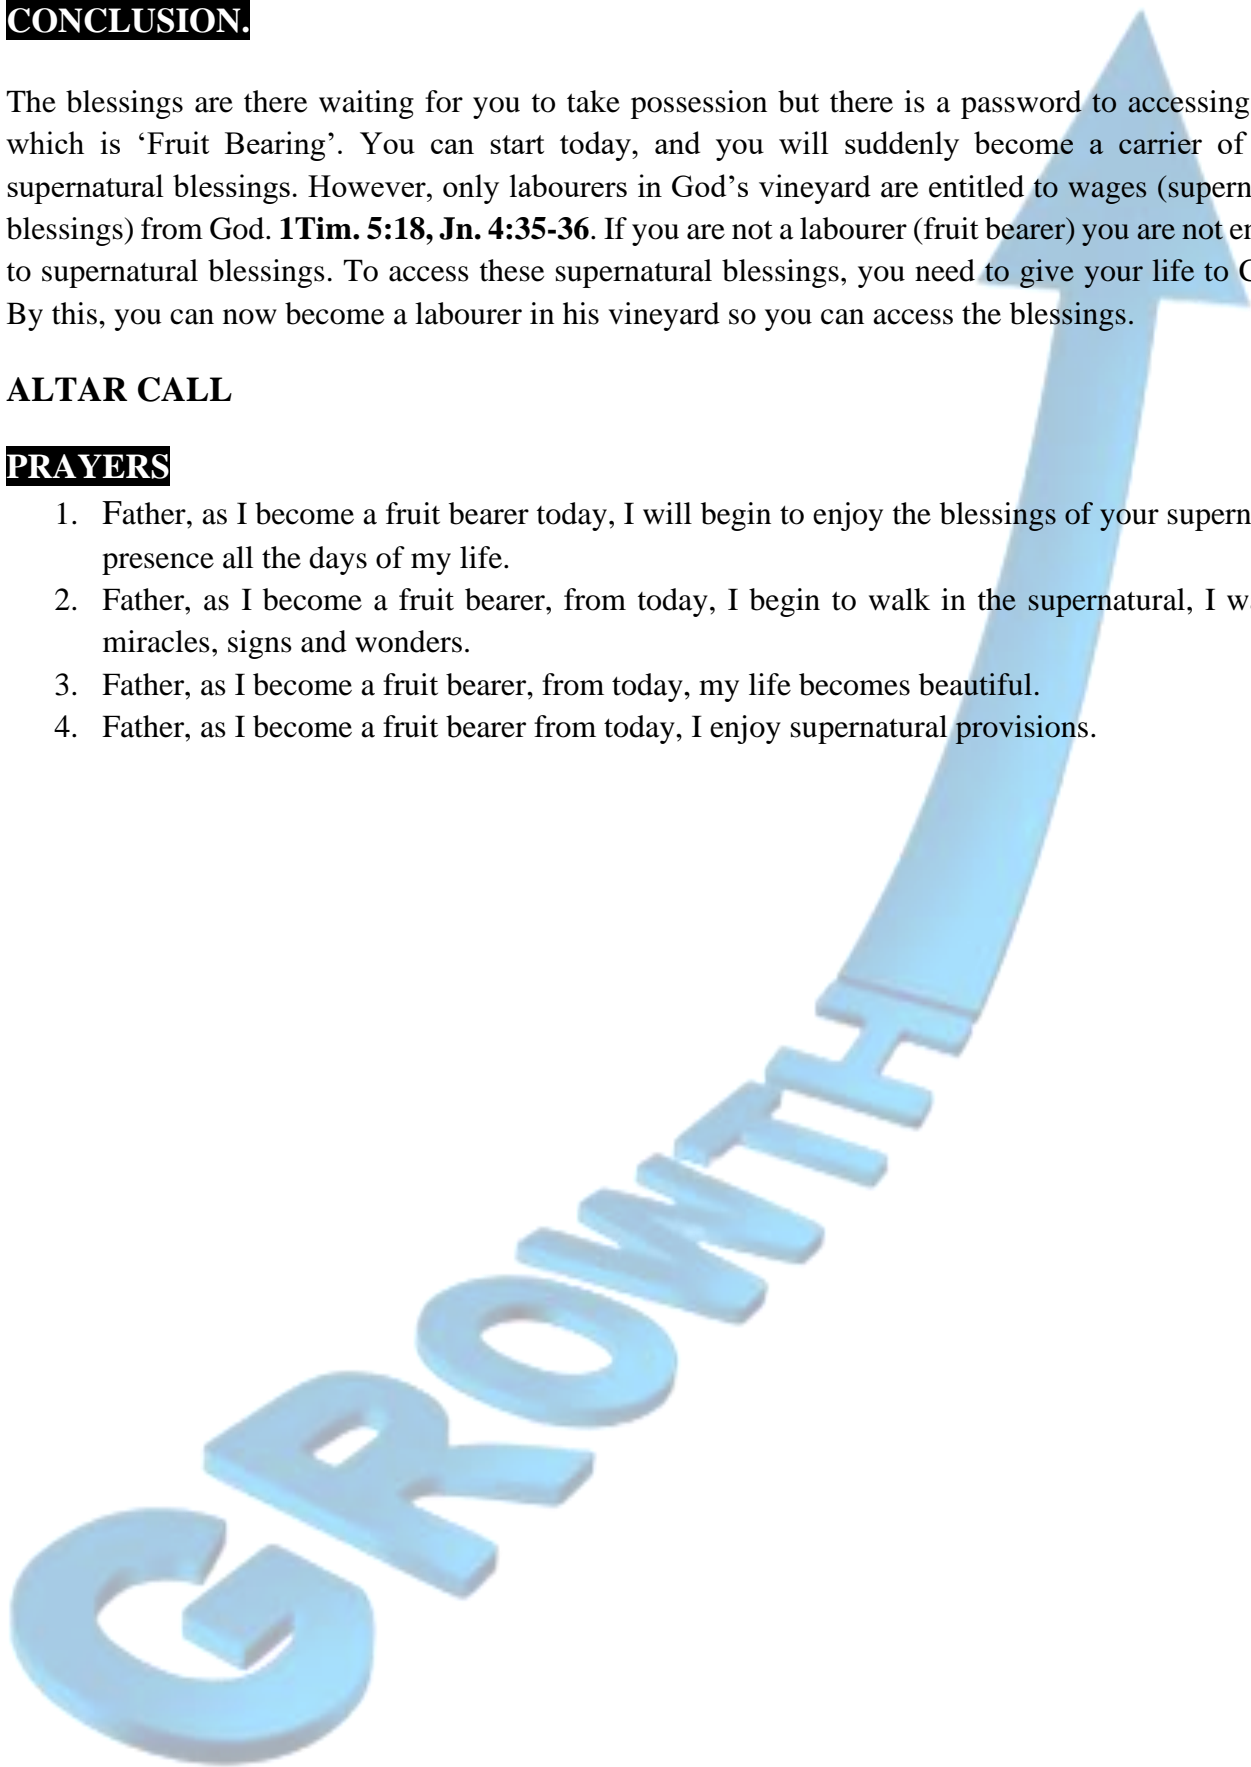 CONCLUSION.
The blessings are there waiting for you to take possession but there is a password to accessing
which is ‘Fruit Bearing’. You can start today, and you will suddenly become a carrier of
supernatural blessings. However, only labourers in God’s vineyard are entitled to wages (supern
blessings) from God. 1Tim. 5:18, Jn. 4:35-36. If you are not a labourer (fruit bearer) you are not en
to supernatural blessings. To access these supernatural blessings, you need to give your life to C
By this, you can now become a labourer in his vineyard so you can access the blessings.
ALTAR CALL
PRAYERS
1. Father, as I become a fruit bearer today, I will begin to enjoy the blessings of your supern
presence all the days of my life.
2. Father, as I become a fruit bearer, from today, I begin to walk in the supernatural, I wa
miracles, signs and wonders.
3. Father, as I become a fruit bearer, from today, my life becomes beautiful.
4. Father, as I become a fruit bearer from today, I enjoy supernatural provisions.
GROWTH